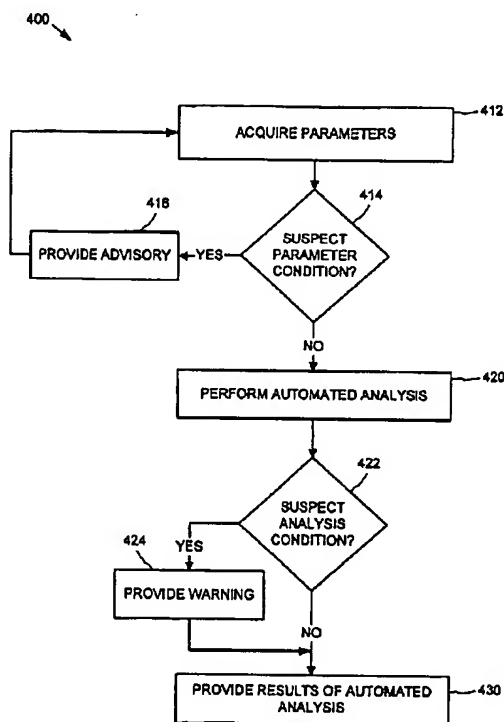 400
412
ACQUIRE PARAMETERS
414
SUSPECT
PARAMETER
CONDITION?
416
PROVIDE ADVISORY
YES
NO
420
PERFORM AUTOMATED ANALYSIS
422
SUSPECT
ANALYSIS
CONDITION?
YES
424
PROVIDE WARNING
NO
430
PROVIDE RESULTS OF AUTOMATED
ANALYSIS